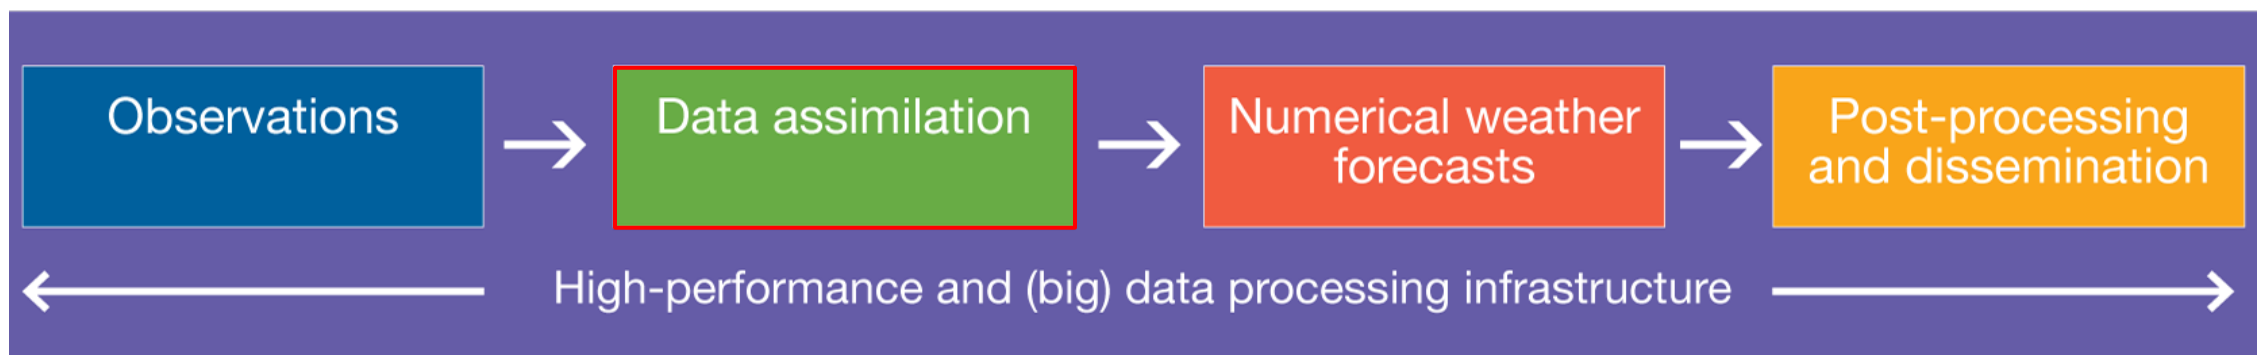 Observations
Data assimilation
Numerical weather
forecasts
Post-processing
and dissemination
High-performance and (big) data processing infrastructure